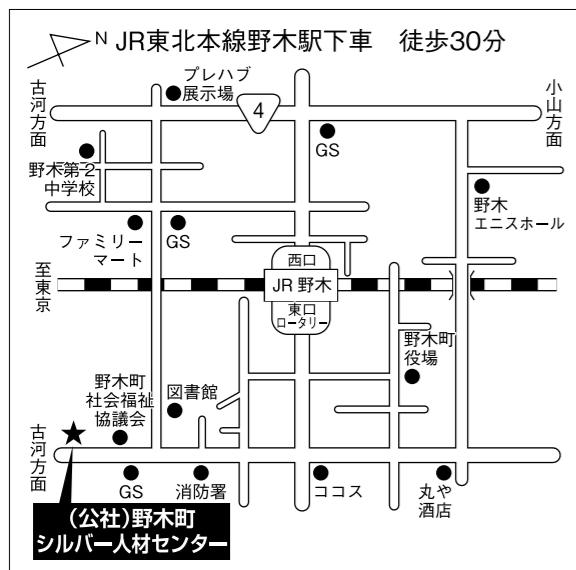 N JR東北本線野木駅下車 徒歩30分
プレハブ
展示場
古河方面
4
小山方面
GS
野木第2
中学校
野木
エニスホール
ファミリー
マート
GS
西口
至東京
JR 野木
東口
ロータリー
野木町
役場
野木町
社会福祉
協議会
図書館
古河方面
GS
消防署
ココス
丸や
酒店
(公社)野木町
シルバー人材センター